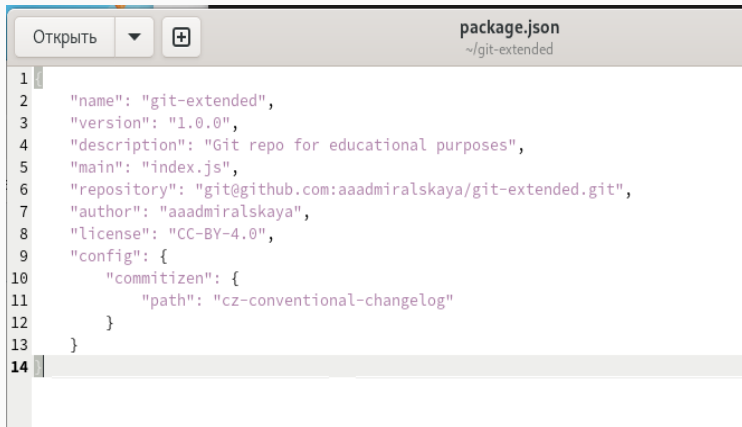 Открыть
package.json
~/git-extended
1 {
2 "name": "git-extended",
3 "version": "1.0.0",
4 "description": "Git repo for educational purposes",
5 "main": "index.js",
6 "repository": "git@github.com:aaadmiralskaya/git-extended.git",
7 "author": "aaadmiralskaya",
8 "license": "CC-BY-4.0",
9 "config": {
10 "commitizen": {
11 "path": "cz-conventional-changelog"
12 }
13 }
14 }